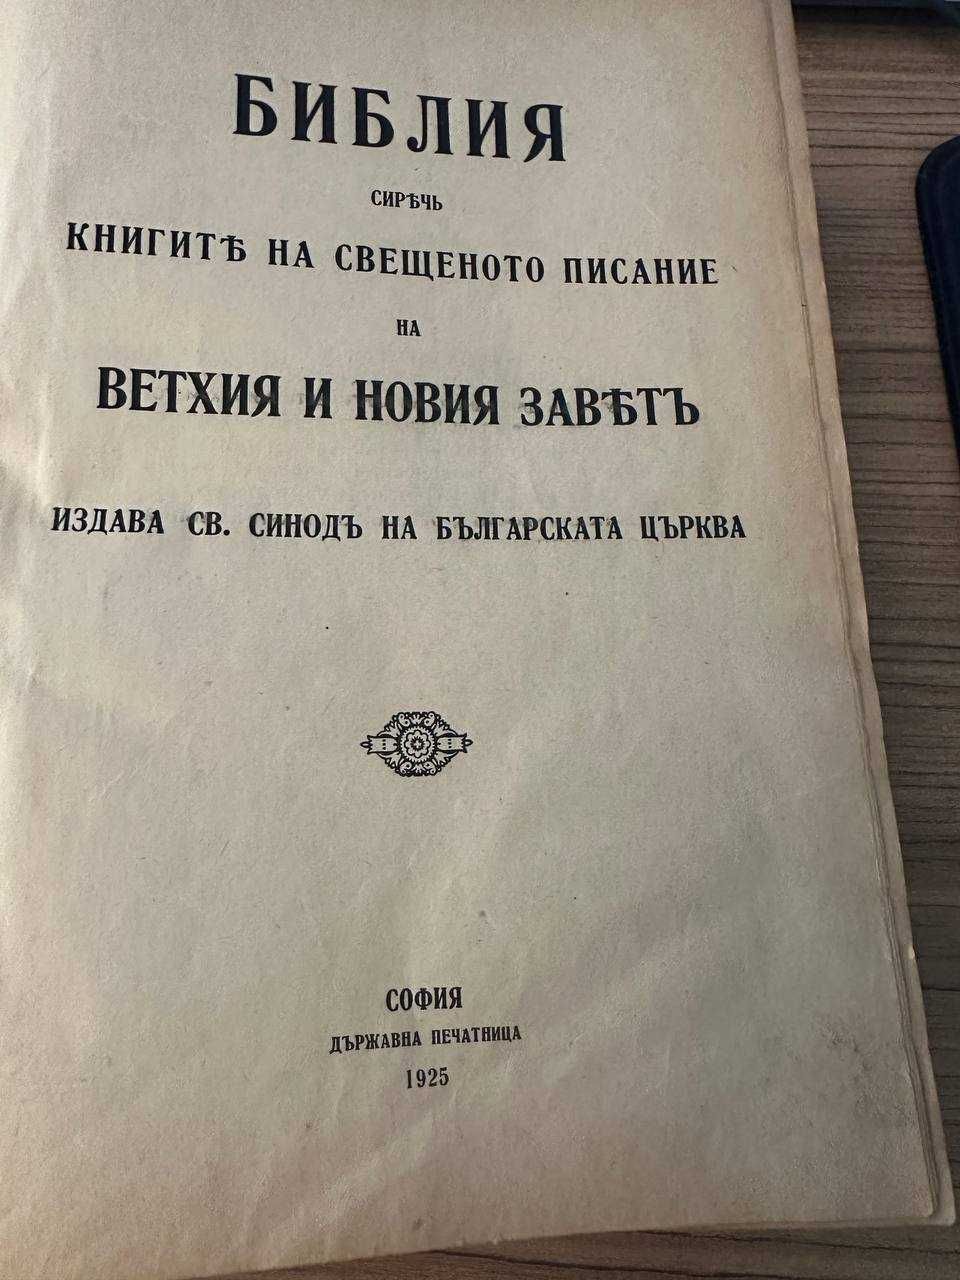 БИБЛИЯ
СИРѢЧЬ
КНИГИТѢ НА СВЕЩЕНОТО ПИСАНИЕ
НА
ВЕТХИЯ И НОВИЯ ЗАВѢТЪ
ИЗДАВА СВ. СИНОДЪ НА БЪЛГАРСКАТА ЦЪРКВА
СОФИЯ
ДЪРЖАВНА ПЕЧАТНИЦА
1925